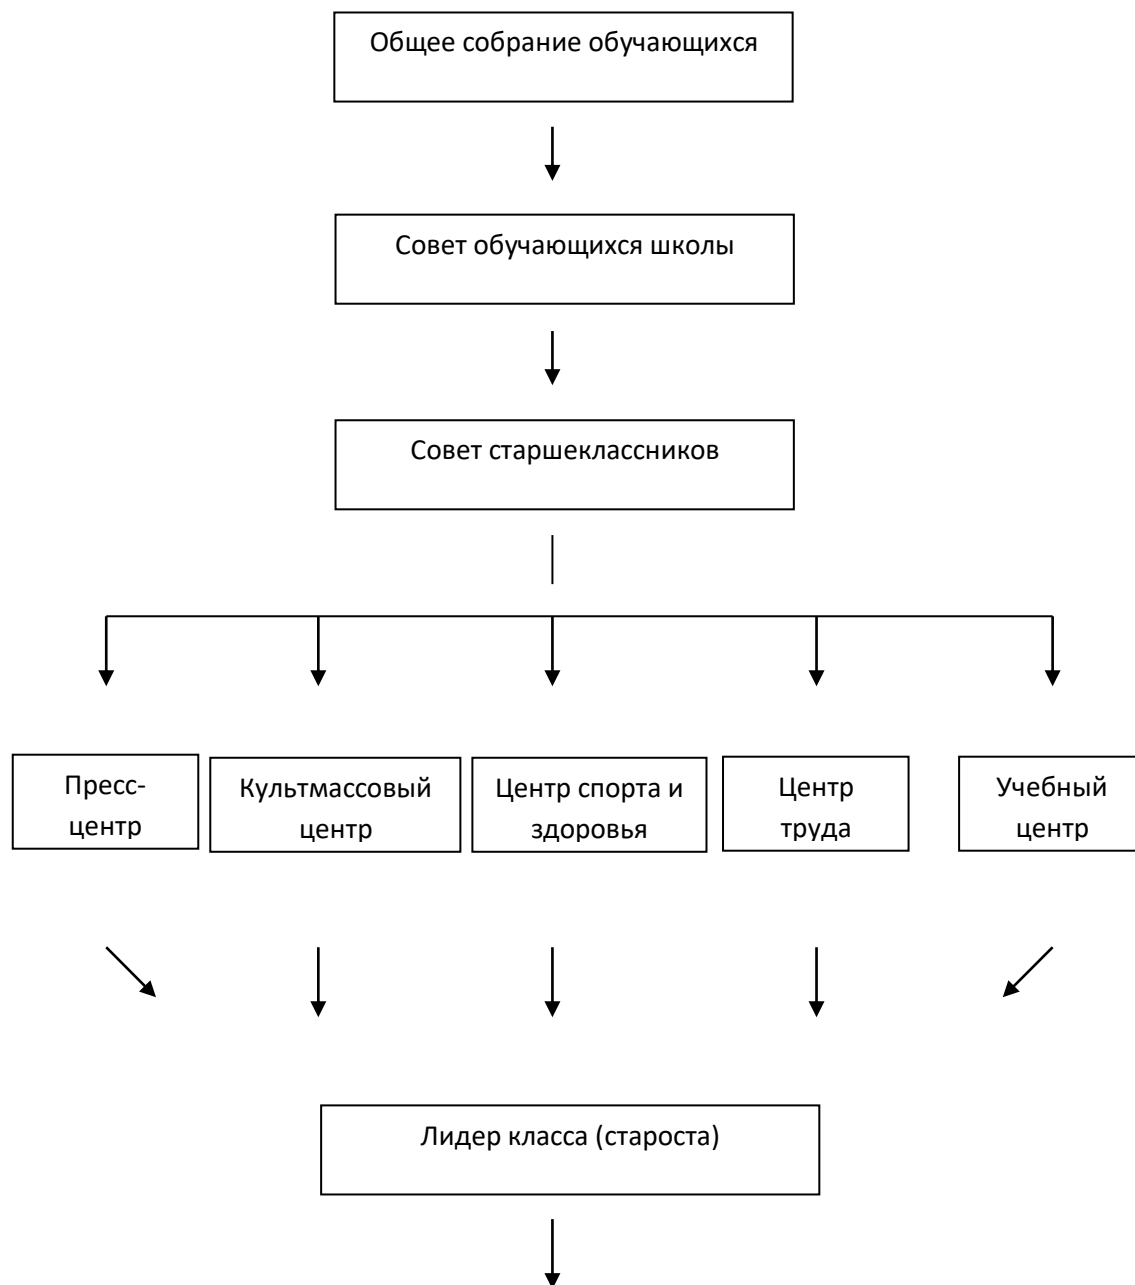 Общее собрание обучающихся
Совет обучающихся школы
Совет старшеклассников
Пресс-
центр
Культмассовый
центр
Центр спорта и
здоровья
Центр
труда
Учебный
центр
Лидер класса (староста)